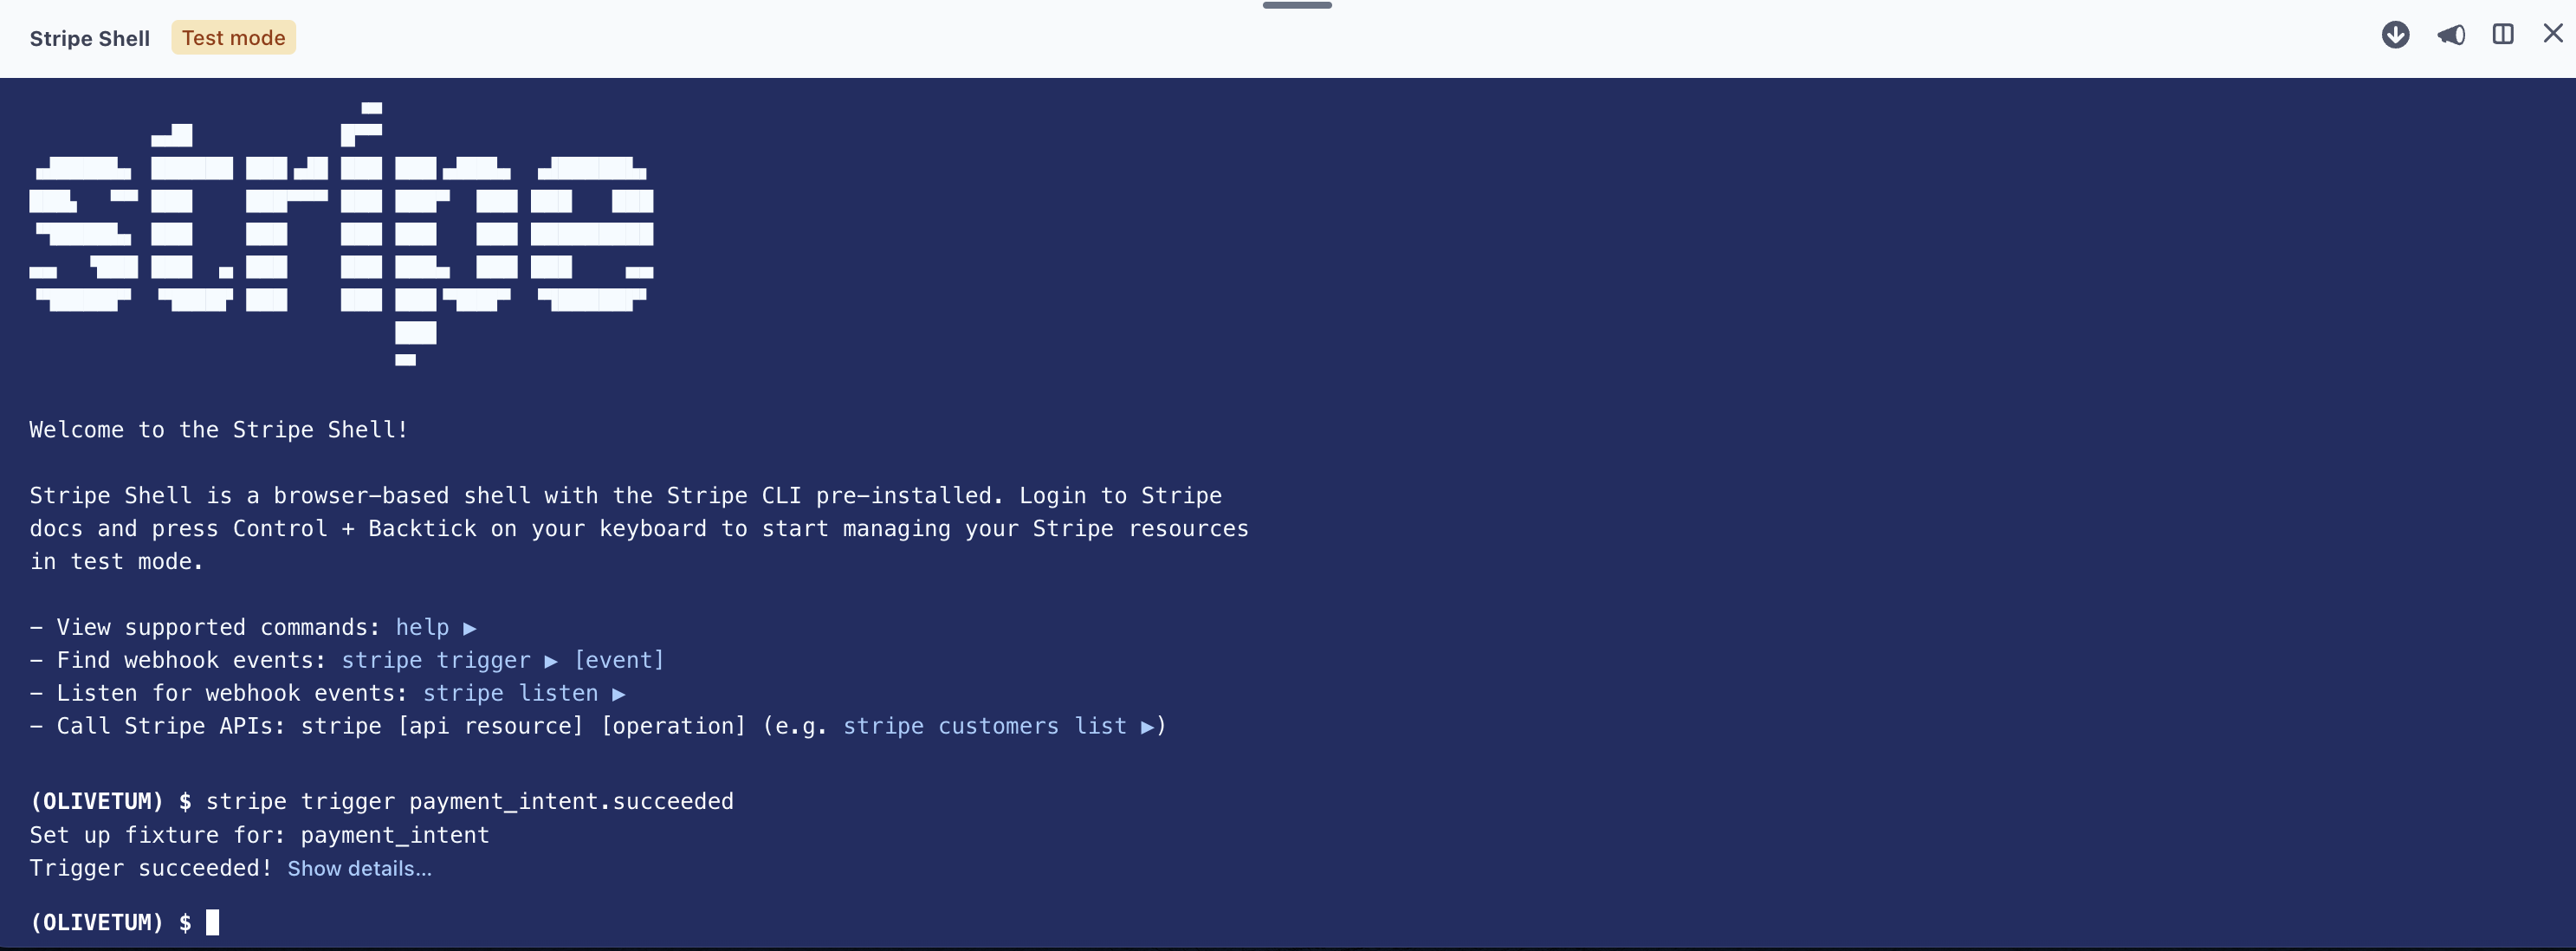 Stripe Shell Test mode
stripe
Welcome to the Stripe Shell!
Stripe Shell is a browser-based shell with the Stripe CLI pre-installed. Login to Stripe
docs and press Control + Backtick on your keyboard to start managing your Stripe resources
in test mode.
- View supported commands: help ▶
- Find webhook events: stripe trigger ▶ [event]
- Listen for webhook events: stripe listen ▶
- Call Stripe APIs: stripe [api resource] [operation] (e.g. stripe customers list ▶)
(OLIVETUM) $ stripe trigger payment_intent.succeeded
Set up fixture for: payment_intent
Trigger succeeded! Show details...
(OLIVETUM) $